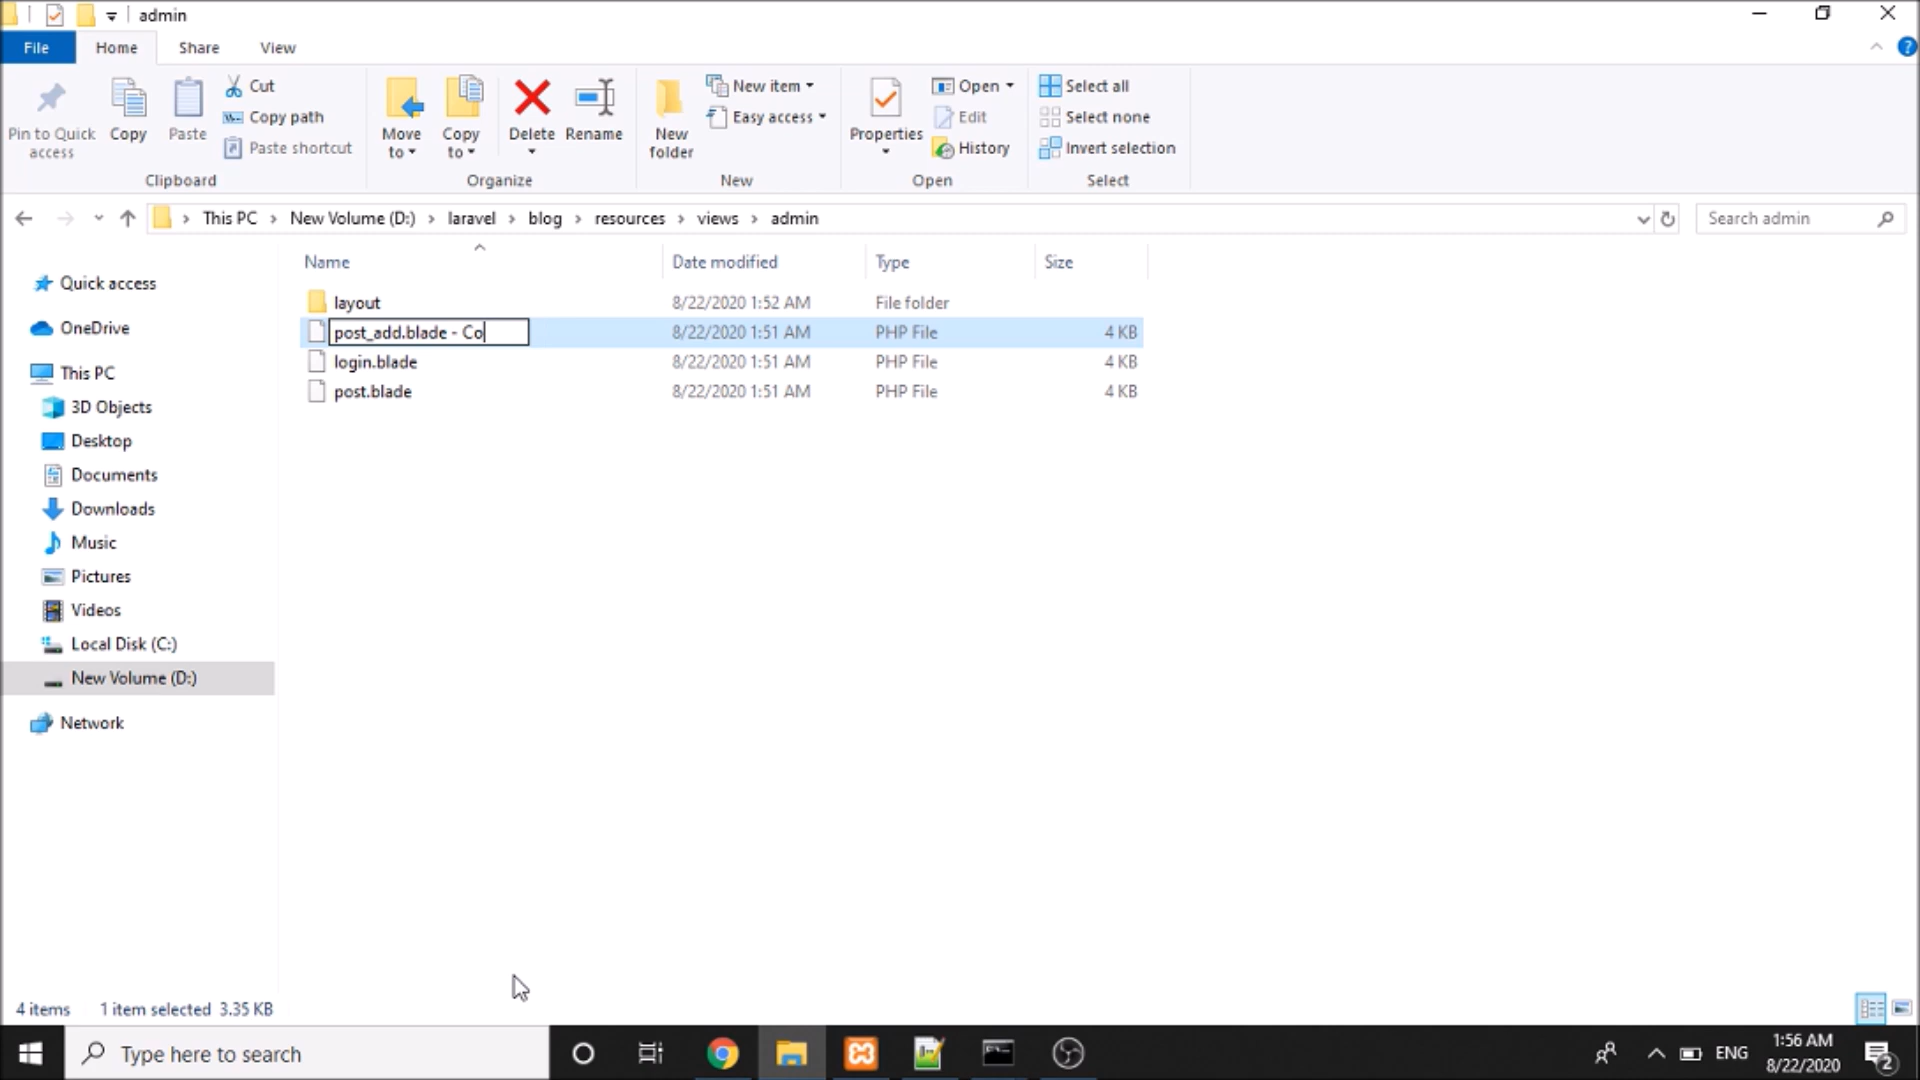 admin
File Home Share View
Pin to Quick access
Copy
Paste
Cut
Copy path
Paste shortcut
Clipboard
Move to
Copy to
Delete
Rename
Organize
New folder
New item
Easy access
New
Properties
Open
Edit
History
Open
Select all
Select none
Invert selection
Select
This PC > New Volume (D:) > laravel > blog > resources > views > admin
Search admin
Name Date modified Type Size
layout 8/22/2020 1:52 AM File folder
post_add.blade - Co 8/22/2020 1:51 AM PHP File 4 KB
login.blade 8/22/2020 1:51 AM PHP File 4 KB
post.blade 8/22/2020 1:51 AM PHP File 4 KB
Quick access
OneDrive
This PC
3D Objects
Desktop
Documents
Downloads
Music
Pictures
Videos
Local Disk (C:)
New Volume (D:)
Network
4 items 1 item selected 3.35 KB
Type here to search
ENG
1:56 AM
8/22/2020
2